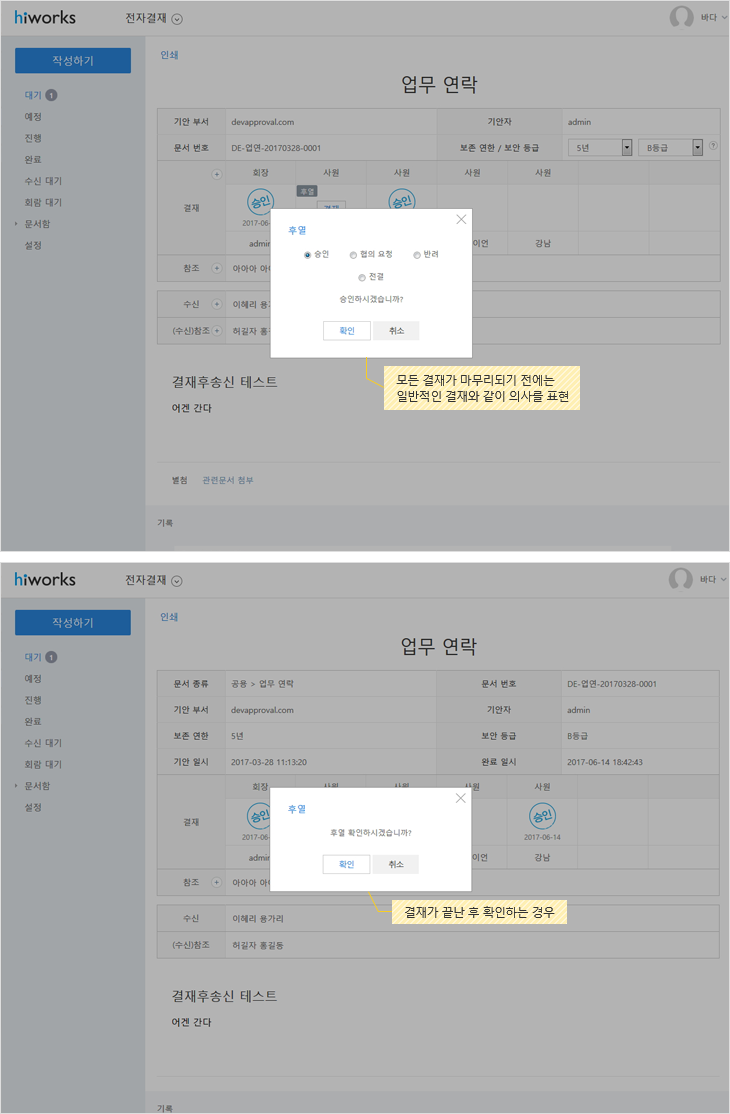 hiworks 전자결재 바다
작성하기
인쇄
업무 연락
대기 1
예정
진행
완료
수신 대기
회람 대기
문서함
설정
기안 부서 devapproval.com 기안자 admin
문서 번호 DE-업연-20170328-0001 보존 연한 / 보안 등급 5년 B등급 ?
결재 + 회장 사원 사원 사원 사원
승인 후열 승인
2017-06-
admin 이연 강남
참조 + 아아아
수신 + 이혜리 용가
(수신)참조 + 허길자 홍
후열
승인 협의 요청 반려
전결
승인하시겠습니까?
확인 취소
모든 결재가 마무리되기 전에는
일반적인 결재와 같이 의사를 표현
결재후송신 테스트
어겐 간다
별첨 관련문서 첨부
기록
hiworks 전자결재 바다
작성하기
인쇄
업무 연락
대기 1
예정
진행
완료
수신 대기
회람 대기
문서함
설정
문서 종류 공용 > 업무 연락 문서 번호 DE-업연-20170328-0001
기안 부서 devapproval.com 기안자 admin
보존 연한 5년 보안 등급 B등급
기안 일시 2017-03-28 11:13:20 완료 일시 2017-06-14 18:42:43
결재 회장 사원 사원 사원 사원
승인 승인
2017-06- 2017-06-14
admin 이연 강남
참조 + 아아아
수신 이혜리 용가리
(수신)참조 허길자 홍길동
후열
후열 확인하시겠습니까?
확인 취소
결재가 끝난 후 확인하는 경우
결재후송신 테스트
어겐 간다
기록